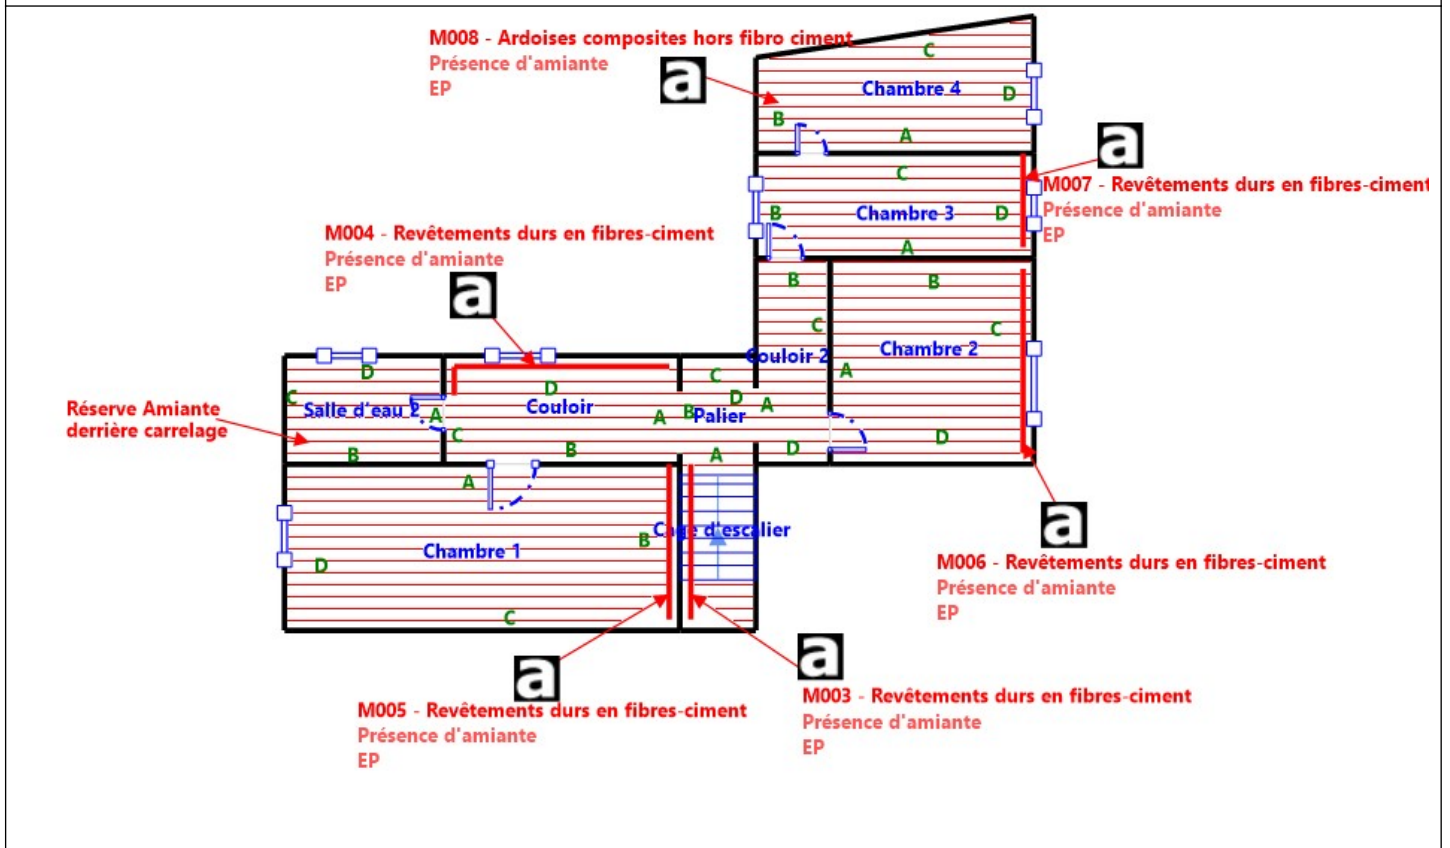 M008 - Ardoises composites hors fibro ciment
Présence d'amiante
EP
a
C
Chambre 4
D
B
A
a
M007 - Revêtements durs en fibres-ciment
Présence d'amiante
EP
C
B
Chambre 3
D
A
M004 - Revêtements durs en fibres-ciment
Présence d'amiante
EP
a
B
C
Couloir 2
A
D
B
C
Chambre 2
A
D
D
C
Salle d'eau 2
A
B
D
Couloir
A
C
B
C
D
B
Palier
A
Réserve Amiante
derrière carrelage
A
Chambre 1
B
D
C
Cage d'escalier
a
M006 - Revêtements durs en fibres-ciment
Présence d'amiante
EP
a
M005 - Revêtements durs en fibres-ciment
Présence d'amiante
EP
a
M003 - Revêtements durs en fibres-ciment
Présence d'amiante
EP